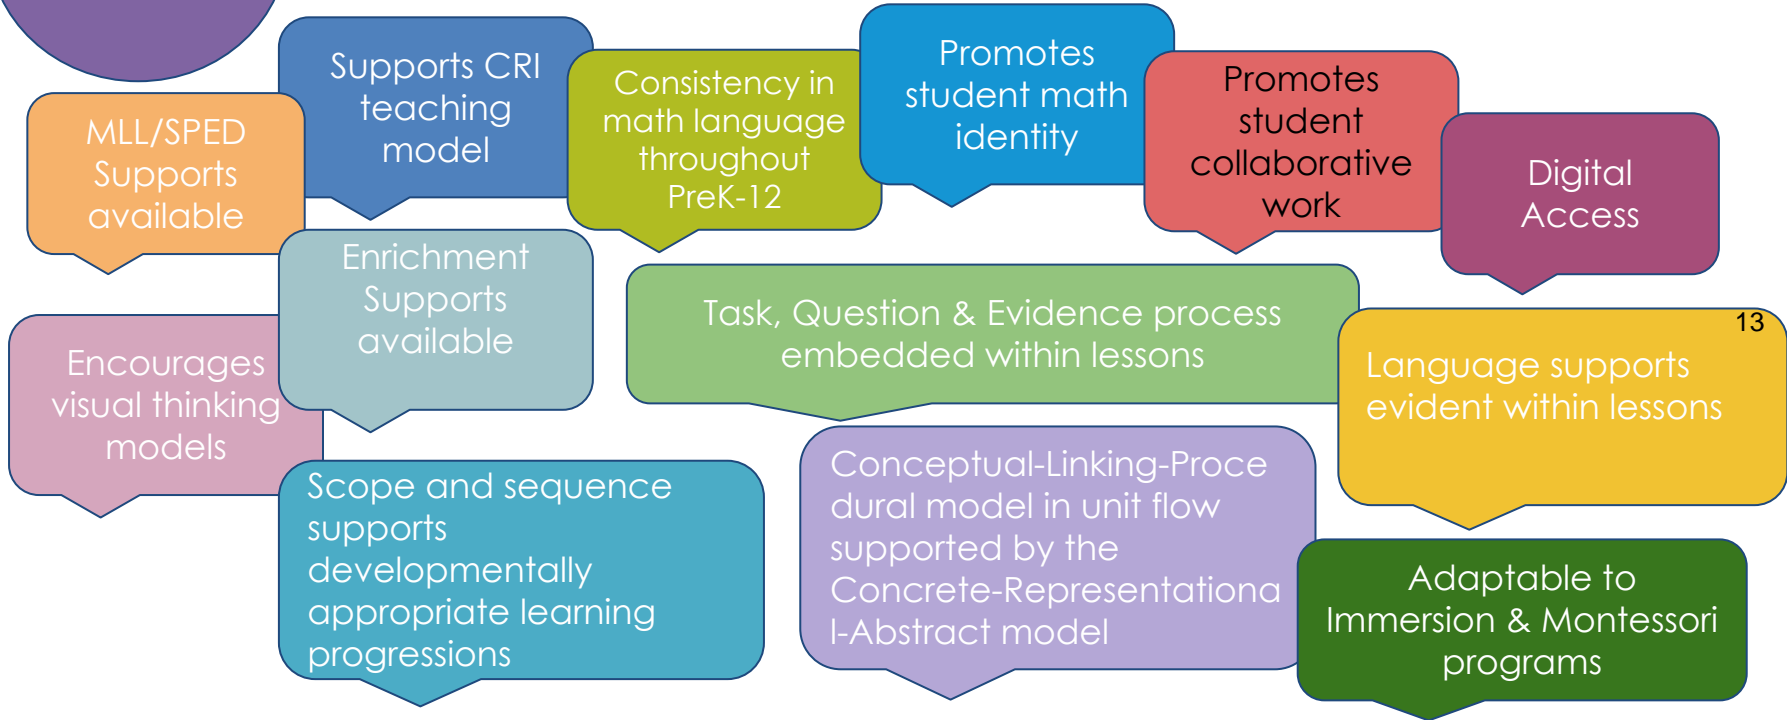 MLL/SPED
Supports
available
Supports CRI
teaching
model
Consistency in
math language
throughout
PreK-12
Promotes
student math
identity
Promotes
student
collaborative
work
Digital
Access
Encourages
visual thinking
models
Enrichment
Supports
available
Task, Question & Evidence process
embedded within lessons
13
Language supports
evident within lessons
Scope and sequence
supports
developmentally
appropriate learning
progressions
Conceptual-Linking-Proce
dural model in unit flow
supported by the
Concrete-Representationa
l-Abstract model
Adaptable to
Immersion & Montessori
programs